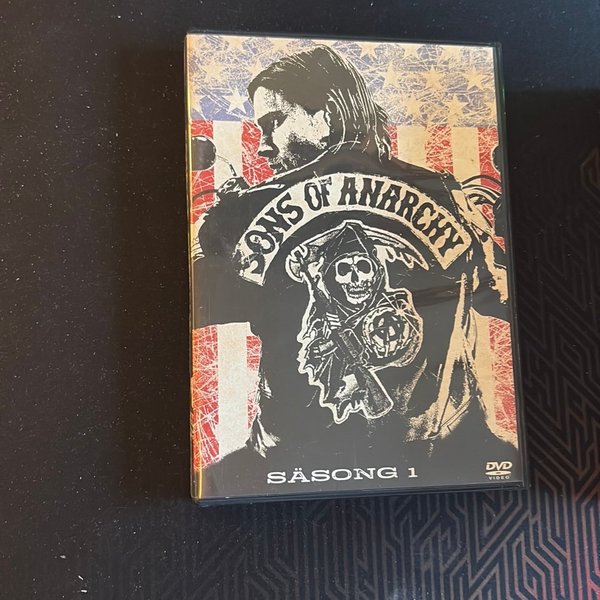 SONS OF ANARCHY
SÄSONG 1
DVD
VIDEO